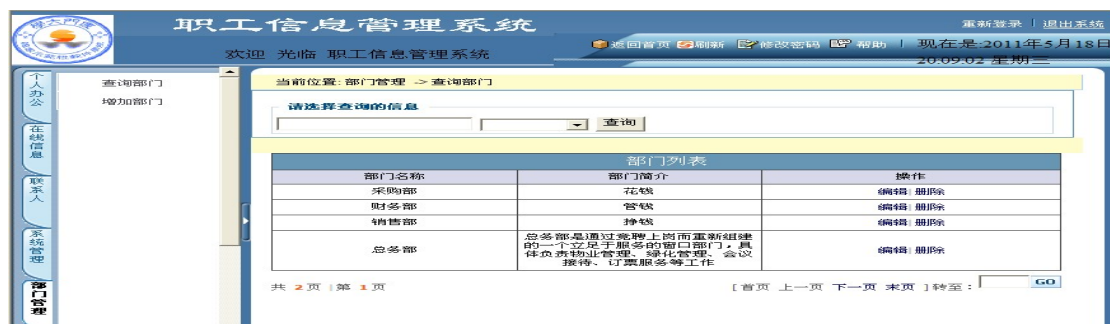 职工信息管理系统
重新登录 | 退出系统
欢迎 光临 职工信息管理系统
返回首页 刷新 修改密码 帮助 | 现在是:2011年5月18日
20:09:02 星期三
个人办公
在线信息
联系人
系统管理
部门管理
查询部门
增加部门
当前位置: 部门管理 -> 查询部门
请选择查询的信息
查询
部门列表
部门名称 部门简介 操作
采购部 花钱 编辑| 删除
财务部 管钱 编辑| 删除
销售部 挣钱 编辑| 删除
总务部 总务部是通过竞聘上岗而重新组建
的一个立足于服务的窗口部门，具
体负责物业管理、绿化管理、会议
接待、订票服务等工作
编辑| 删除
共 2 页 | 第 1 页
[ 首页 上一页 下一页 末页 ] 转至： GO